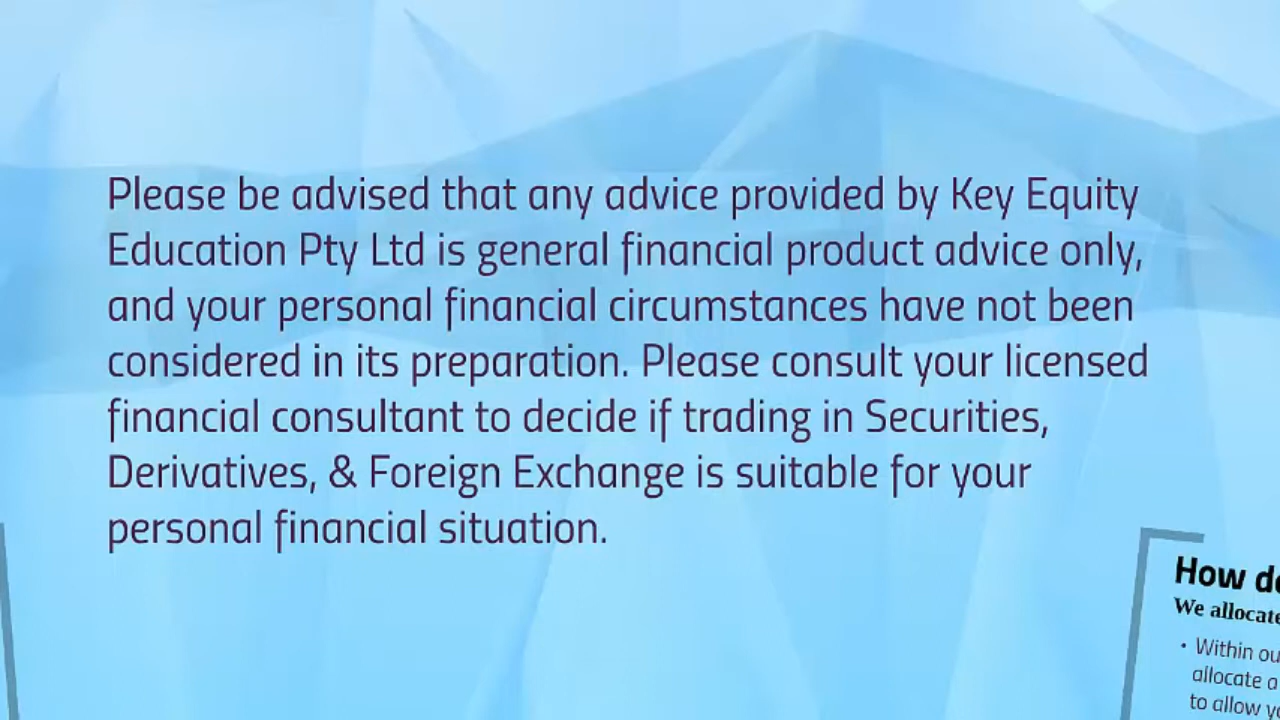 Please be advised that any advice provided by Key Equity
Education Pty Ltd is general financial product advice only,
and your personal financial circumstances have not been
considered in its preparation. Please consult your licensed
financial consultant to decide if trading in Securities,
Derivatives, & Foreign Exchange is suitable for your
personal financial situation.
How
We allocate
• Within
allocate a
to allow